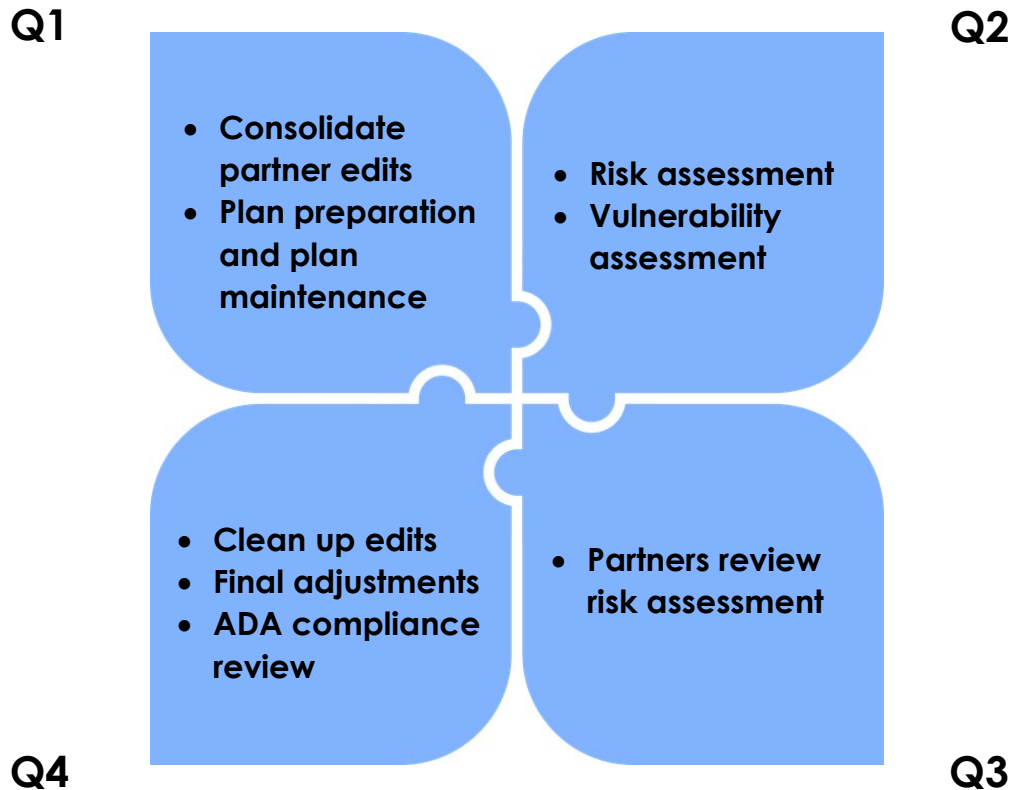 Q1
Q2
• Consolidate
partner edits
• Plan preparation
and plan
maintenance
• Risk assessment
• Vulnerability
assessment
• Clean up edits
• Final adjustments
• ADA compliance
review
• Partners review
risk assessment
Q4
Q3